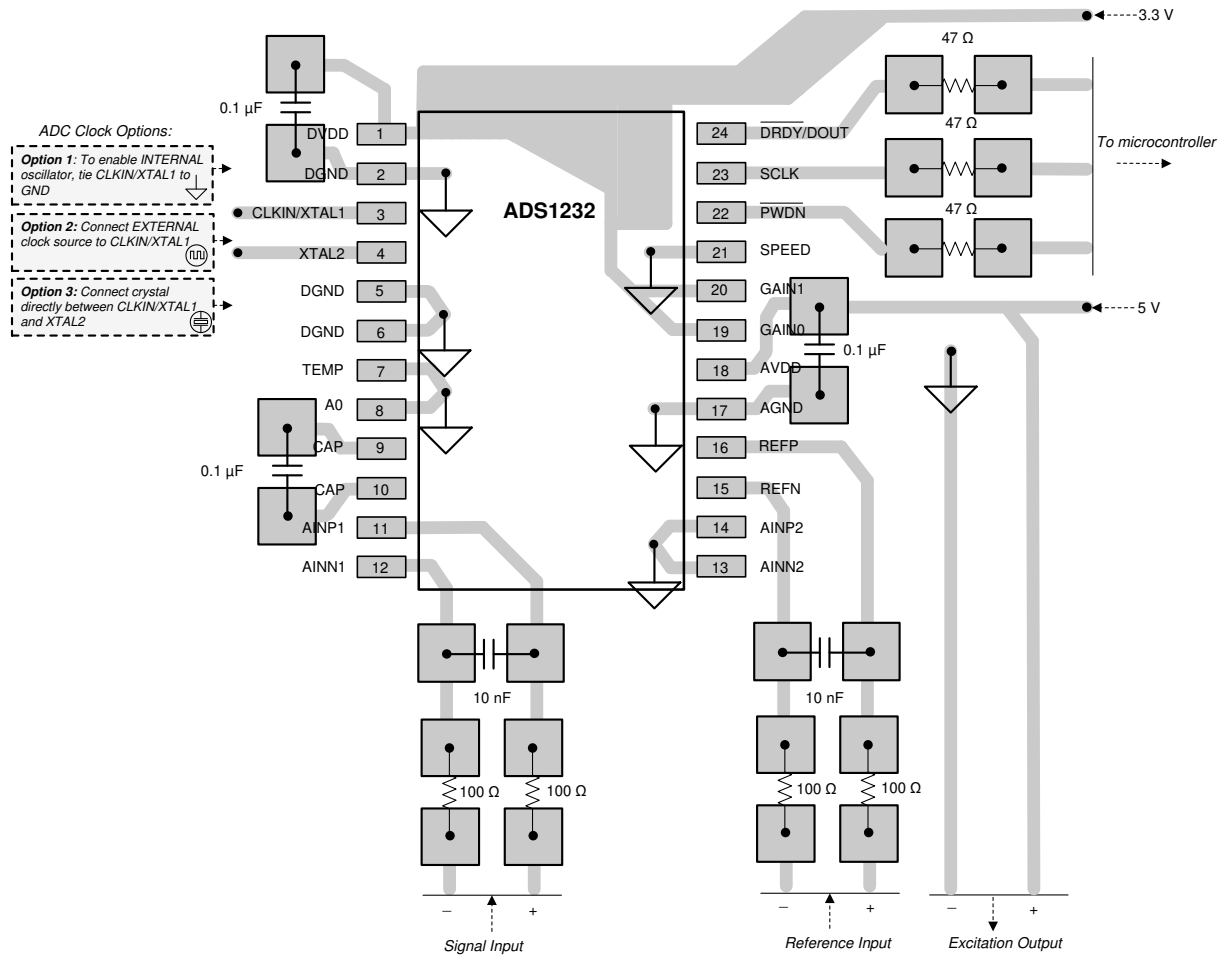 3.3 V
47 Ω
0.1 µF
ADC Clock Options:
Option 1: To enable INTERNAL
oscillator, tie CLKIN/XTAL1 to
GND
Option 2: Connect EXTERNAL
clock source to CLKIN/XTAL1
Option 3: Connect crystal
directly between CLKIN/XTAL1
and XTAL2
DVDD 1
DGND 2
CLKIN/XTAL1 3
XTAL2 4
DGND 5
DGND 6
TEMP 7
A0 8
CAP 9
CAP 10
AINP1 11
AINN1 12
0.1 µF
ADS1232
24 DRDY/DOUT
23 SCLK
22 PWDN
21 SPEED
20 GAIN1
19 GAIN0
18 AVDD
17 AGND
16 REFP
15 REFN
14 AINP2
13 AINN2
47 Ω
47 Ω
To microcontroller
5 V
0.1 µF
10 nF
100 Ω
100 Ω
– +
Signal Input
10 nF
100 Ω
100 Ω
– +
Reference Input
– +
Excitation Output